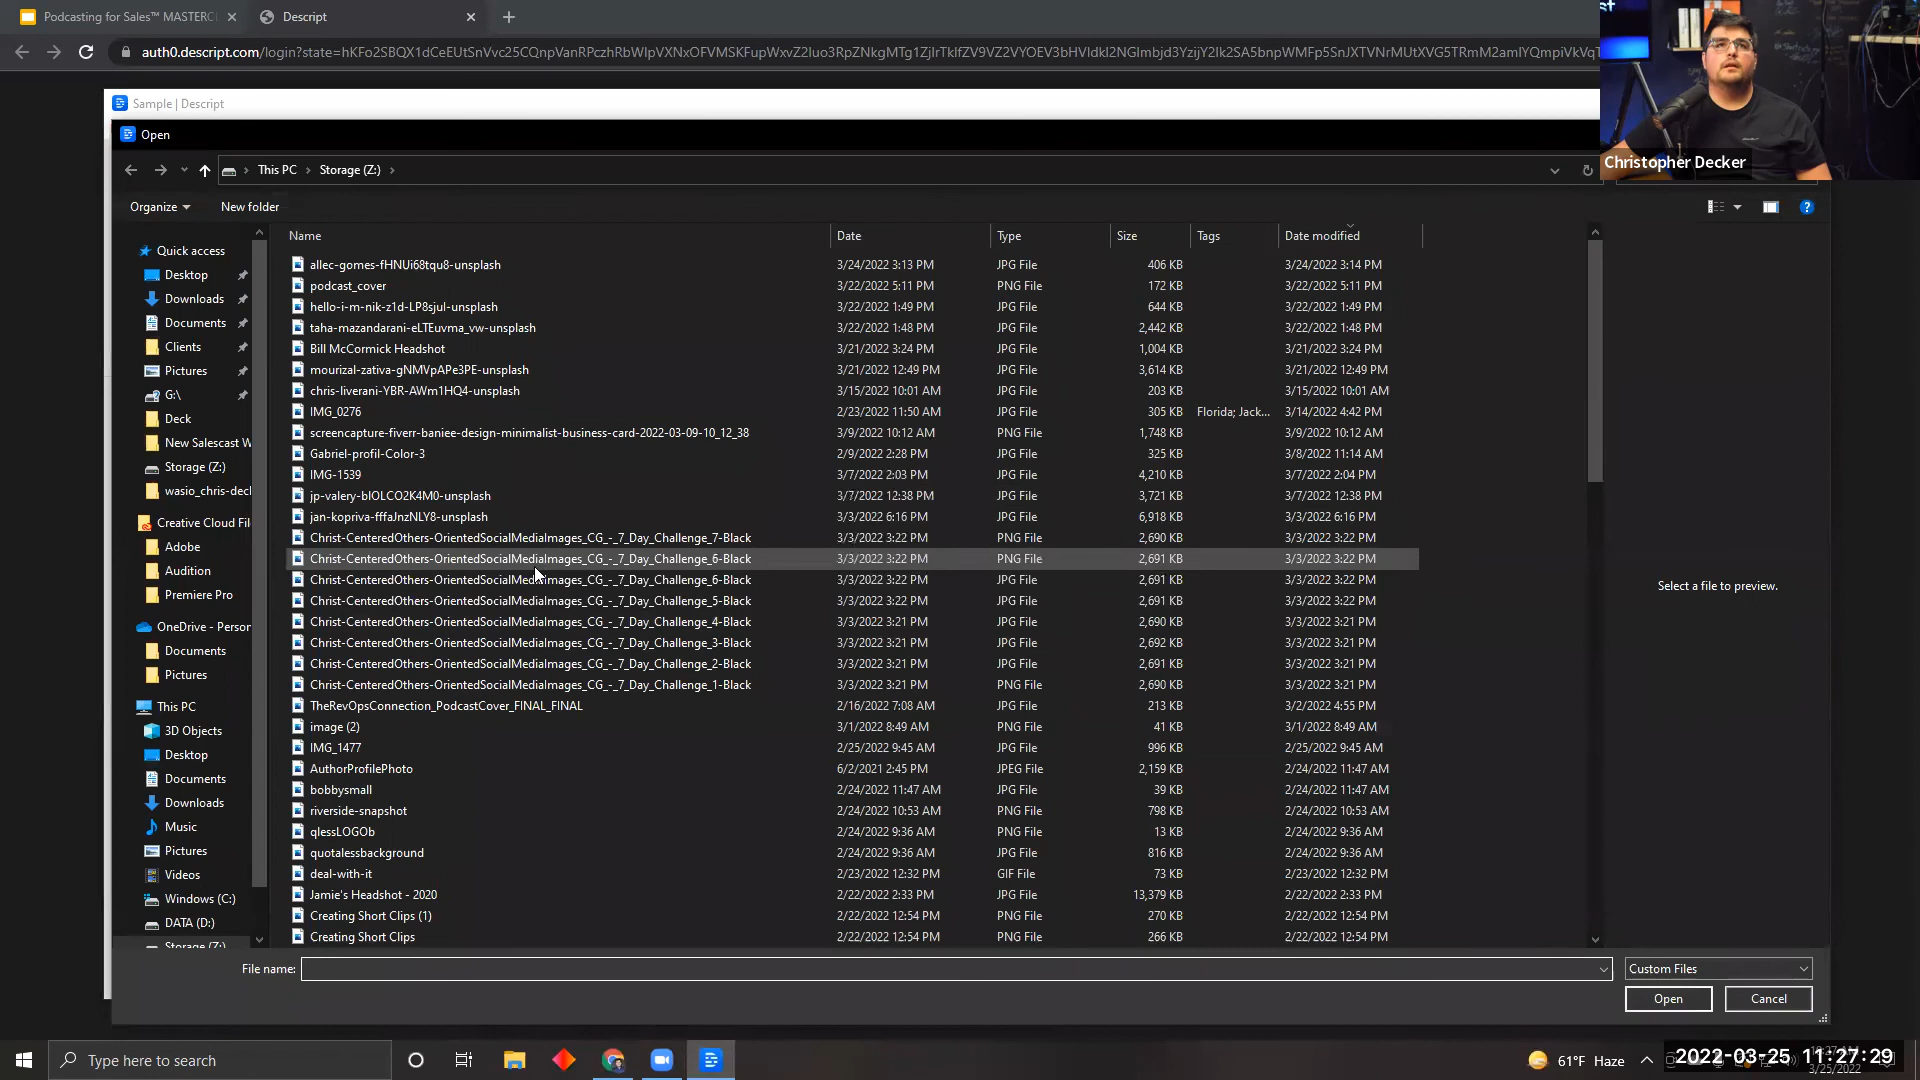 Podcasting for Sales™ MASTERCL
Descript
auth0.descript.com/login?state=
Sample | Descript
Open
This PC
Storage (Z:)
Christopher Decker
Organize
New folder
Name Date Type Size Tags Date modified
Quick access
Desktop
Downloads
Documents
Clients
Pictures
G:\
Deck
New Salescast W
Storage (Z:)
wasio_chris-decl
Creative Cloud Fil
Adobe
Audition
Premiere Pro
OneDrive - Person
Documents
Pictures
This PC
3D Objects
Desktop
Documents
Downloads
Music
Pictures
Videos
Windows (C:)
DATA (D:)
Storage (Z:)
allec-gomes-fHNUi68tqu8-unsplash 3/24/2022 3:13 PM JPG File 406 KB 3/24/2022 3:14 PM
podcast_cover 3/22/2022 5:11 PM PNG File 172 KB 3/22/2022 5:11 PM
hello-i-m-nik-z1d-LP8sjuI-unsplash 3/22/2022 1:49 PM JPG File 644 KB 3/22/2022 1:49 PM
taha-mazandarani-eLTEuvma_vw-unsplash 3/22/2022 1:48 PM JPG File 2,442 KB 3/22/2022 1:48 PM
Bill McCormick Headshot 3/21/2022 3:24 PM JPG File 1,004 KB 3/21/2022 3:24 PM
mourizal-zativa-gNMVpAPe3PE-unsplash 3/21/2022 12:49 PM JPG File 3,614 KB 3/21/2022 12:49 PM
chris-liverani-YBR-AWm1HQ4-unsplash 3/15/2022 10:01 AM JPG File 203 KB 3/15/2022 10:01 AM
IMG_0276 2/23/2022 11:50 AM JPG File 305 KB Florida; Jack... 3/14/2022 4:42 PM
screencapture-fiverr-baniee-design-minimalist-business-card-2022-03-09-10_12_38 3/9/2022 10:12 AM PNG File 1,748 KB 3/9/2022 10:12 AM
Gabriel-profil-Color-3 2/9/2022 2:28 PM JPG File 325 KB 3/8/2022 11:14 AM
IMG-1539 3/7/2022 2:03 PM JPG File 4,210 KB 3/7/2022 2:04 PM
jp-valery-blOLCO2K4M0-unsplash 3/7/2022 12:38 PM JPG File 3,721 KB 3/7/2022 12:38 PM
jan-kopriva-fffaJnzNLY8-unsplash 3/3/2022 6:16 PM JPG File 6,918 KB 3/3/2022 6:16 PM
Christ-CenteredOthers-OrientedSocialMediaImages_CG_-_7_Day_Challenge_7-Black 3/3/2022 3:22 PM PNG File 2,690 KB 3/3/2022 3:22 PM
Christ-CenteredOthers-OrientedSocialMediaImages_CG_-_7_Day_Challenge_6-Black 3/3/2022 3:22 PM PNG File 2,691 KB 3/3/2022 3:22 PM
Christ-CenteredOthers-OrientedSocialMediaImages_CG_-_7_Day_Challenge_6-Black 3/3/2022 3:22 PM JPG File 2,691 KB 3/3/2022 3:22 PM
Christ-CenteredOthers-OrientedSocialMediaImages_CG_-_7_Day_Challenge_5-Black 3/3/2022 3:22 PM JPG File 2,691 KB 3/3/2022 3:22 PM
Christ-CenteredOthers-OrientedSocialMediaImages_CG_-_7_Day_Challenge_4-Black 3/3/2022 3:21 PM JPG File 2,690 KB 3/3/2022 3:21 PM
Christ-CenteredOthers-OrientedSocialMediaImages_CG_-_7_Day_Challenge_3-Black 3/3/2022 3:21 PM JPG File 2,692 KB 3/3/2022 3:21 PM
Christ-CenteredOthers-OrientedSocialMediaImages_CG_-_7_Day_Challenge_2-Black 3/3/2022 3:21 PM JPG File 2,691 KB 3/3/2022 3:21 PM
Christ-CenteredOthers-OrientedSocialMediaImages_CG_-_7_Day_Challenge_1-Black 3/3/2022 3:21 PM PNG File 2,690 KB 3/3/2022 3:21 PM
TheRevOpsConnection_PodcastCover_FINAL_FINAL 2/16/2022 7:08 AM JPG File 213 KB 3/2/2022 4:55 PM
image (2) 3/1/2022 8:49 AM PNG File 41 KB 3/1/2022 8:49 AM
IMG_1477 2/25/2022 9:45 AM JPG File 996 KB 2/25/2022 9:45 AM
AuthorProfilePhoto 6/2/2021 2:45 PM JPEG File 2,159 KB 2/24/2022 11:47 AM
bobbysmall 2/24/2022 11:47 AM JPG File 39 KB 2/24/2022 11:47 AM
riverside-snapshot 2/24/2022 10:53 AM PNG File 798 KB 2/24/2022 10:53 AM
qlessLOGOb 2/24/2022 9:36 AM PNG File 13 KB 2/24/2022 9:36 AM
quotalessbackground 2/24/2022 9:36 AM JPG File 816 KB 2/24/2022 9:36 AM
deal-with-it 2/23/2022 12:32 PM GIF File 73 KB 2/23/2022 12:32 PM
Jamie's Headshot - 2020 2/22/2022 2:33 PM JPG File 13,379 KB 2/22/2022 2:33 PM
Creating Short Clips (1) 2/22/2022 12:54 PM PNG File 270 KB 2/22/2022 12:54 PM
Creating Short Clips 2/22/2022 12:54 PM PNG File 266 KB 2/22/2022 12:54 PM
Select a file to preview.
File name:
Custom Files
Open
Cancel
Type here to search
61°F Haze
2022-03-25 11:27:29
3/25/2022